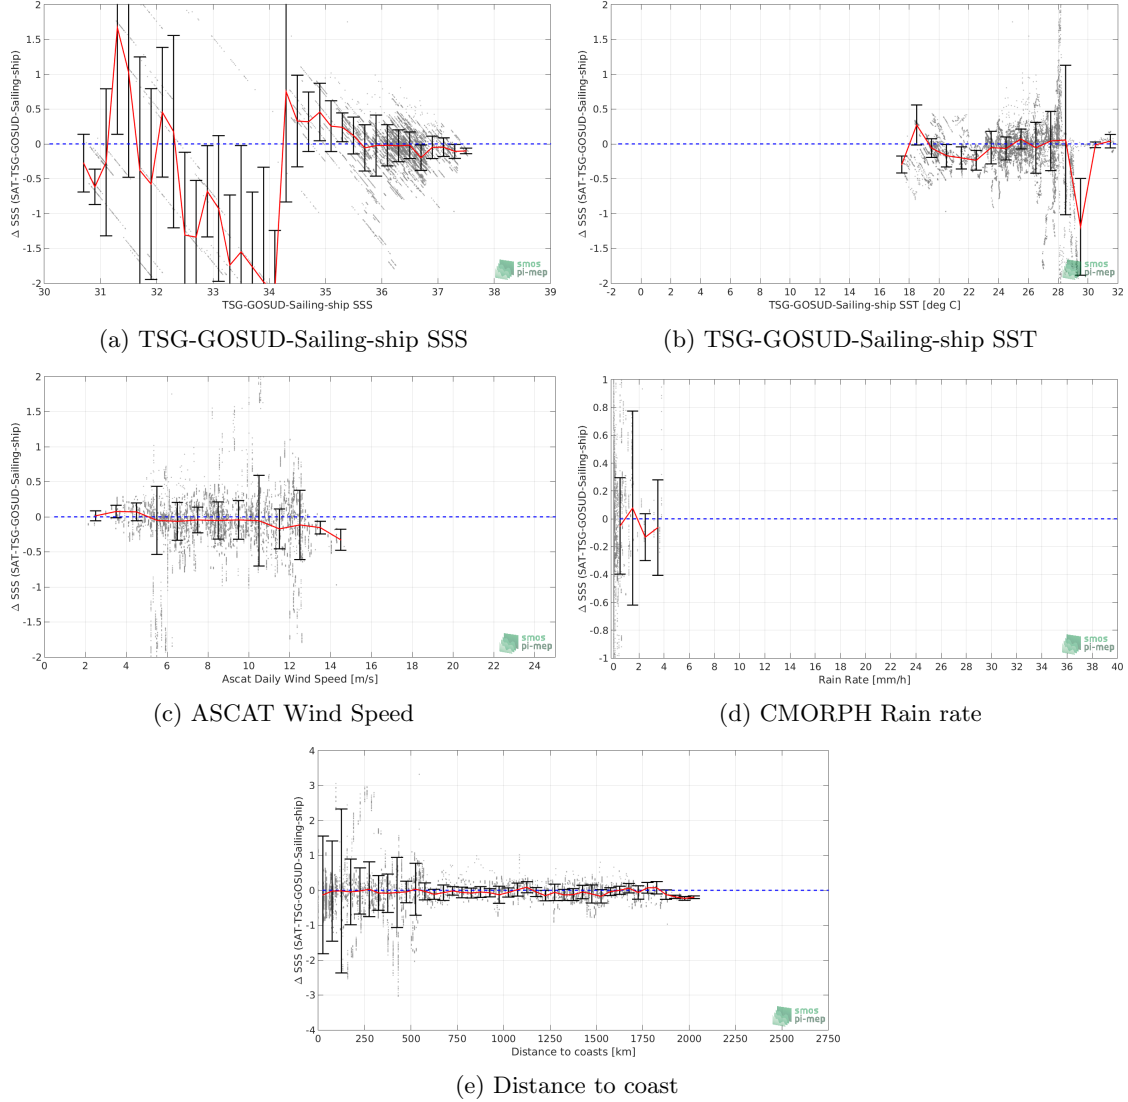 2
1.5
1
0.5
0
-0.5
-1
-1.5
-2
Δ SSS (SAT-TSG-GOSUD-Sailing-ship)
30 31 32 33 34 35 36 37 38 39
TSG-GOSUD-Sailing-ship SSS
smos
pi-mep
(a) TSG-GOSUD-Sailing-ship SSS
2
1.5
1
0.5
0
-0.5
-1
-1.5
-2
Δ SSS (SAT-TSG-GOSUD-Sailing-ship)
-2 0 2 4 6 8 10 12 14 16 18 20 22 24 26 28 30 32
TSG-GOSUD-Sailing-ship SST [deg C]
smos
pi-mep
(b) TSG-GOSUD-Sailing-ship SST
2
1.5
1
0.5
0
-0.5
-1
-1.5
-2
Δ SSS (SAT-TSG-GOSUD-Sailing-ship)
0 2 4 6 8 10 12 14 16 18 20 22 24
Ascat Daily Wind Speed [m/s]
smos
pi-mep
(c) ASCAT Wind Speed
1
0.8
0.6
0.4
0.2
0
-0.2
-0.4
-0.6
-0.8
-1
Δ SSS (SAT-TSG-GOSUD-Sailing-ship)
0 2 4 6 8 10 12 14 16 18 20 22 24 26 28 30 32 34 36 38 40
Rain Rate [mm/h]
smos
pi-mep
(d) CMORPH Rain rate
4
3
2
1
0
-1
-2
-3
-4
Δ SSS (SAT-TSG-GOSUD-Sailing-ship)
0 250 500 750 1000 1250 1500 1750 2000 2250 2500 2750
Distance to coasts [km]
smos
pi-mep
(e) Distance to coast